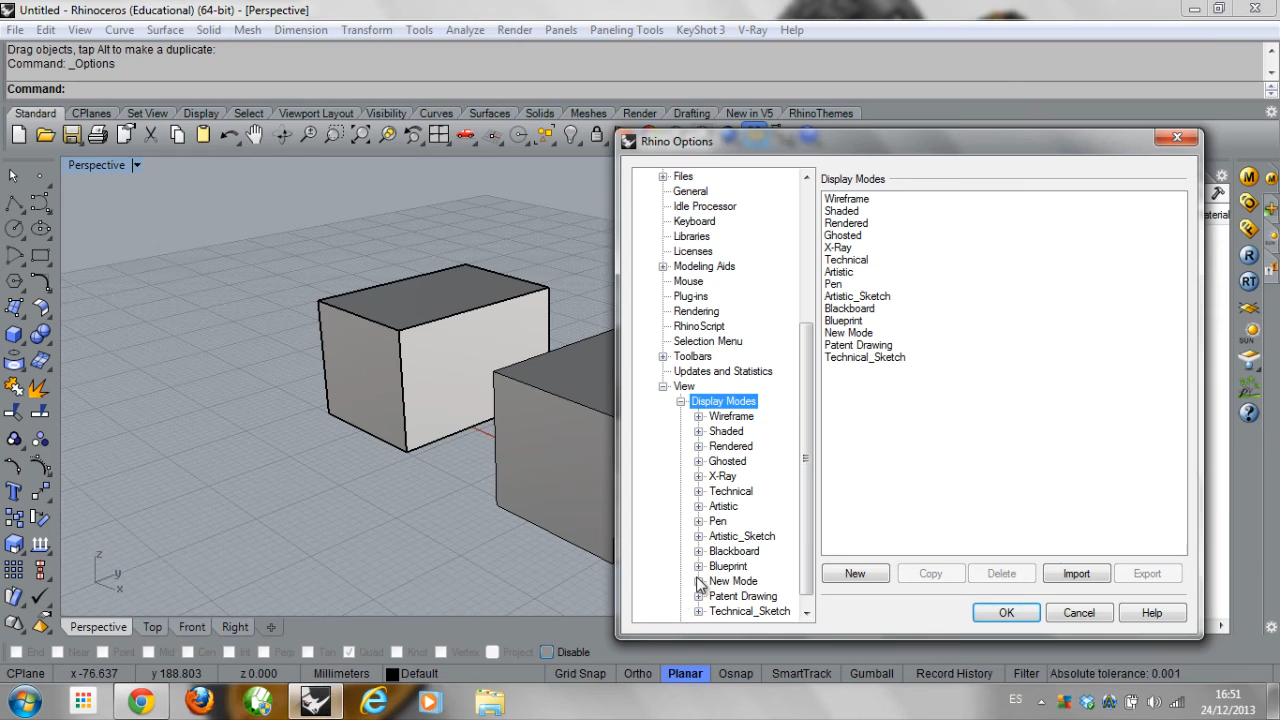 Untitled - Rhinoceros (Educational) (64-bit) - [Perspective]
File Edit View Curve Surface Solid Mesh Dimension Transform Tools Analyze Render Panels Paneling Tools KeyShot 3 V-Ray Help
Drag objects, tap Alt to make a duplicate:
Command: _Options
Command:
Standard CPlanes Set View Display Select Viewport Layout Visibility Curves Surfaces Solids Meshes Render Drafting New in V5 RhinoThemes
Perspective
Rhino Options
Files
General
Idle Processor
Keyboard
Libraries
Licenses
Modeling Aids
Mouse
Plug-ins
Rendering
RhinoScript
Selection Menu
Toolbars
Updates and Statistics
View
Display Modes
Wireframe
Shaded
Rendered
Ghosted
X-Ray
Technical
Artistic
Pen
Artistic_Sketch
Blackboard
Blueprint
New Mode
Patent Drawing
Technical_Sketch
Display Modes
Wireframe
Shaded
Rendered
Ghosted
X-Ray
Technical
Artistic
Pen
Artistic_Sketch
Blackboard
Blueprint
New Mode
Patent Drawing
Technical_Sketch
New Copy Delete Import Export
OK Cancel Help
M
R
RT
SUN
z
y
x
Perspective Top Front Right
End Near Point Mid Cen Int Perp Tan Quad Knot Vertex Project Disable
CPlane x -76.637 y 188.803 z 0.000 Millimeters Default Grid Snap Ortho Planar Osnap SmartTrack Gumball Record History Filter Absolute tolerance: 0.001
ES
16:51
24/12/2013